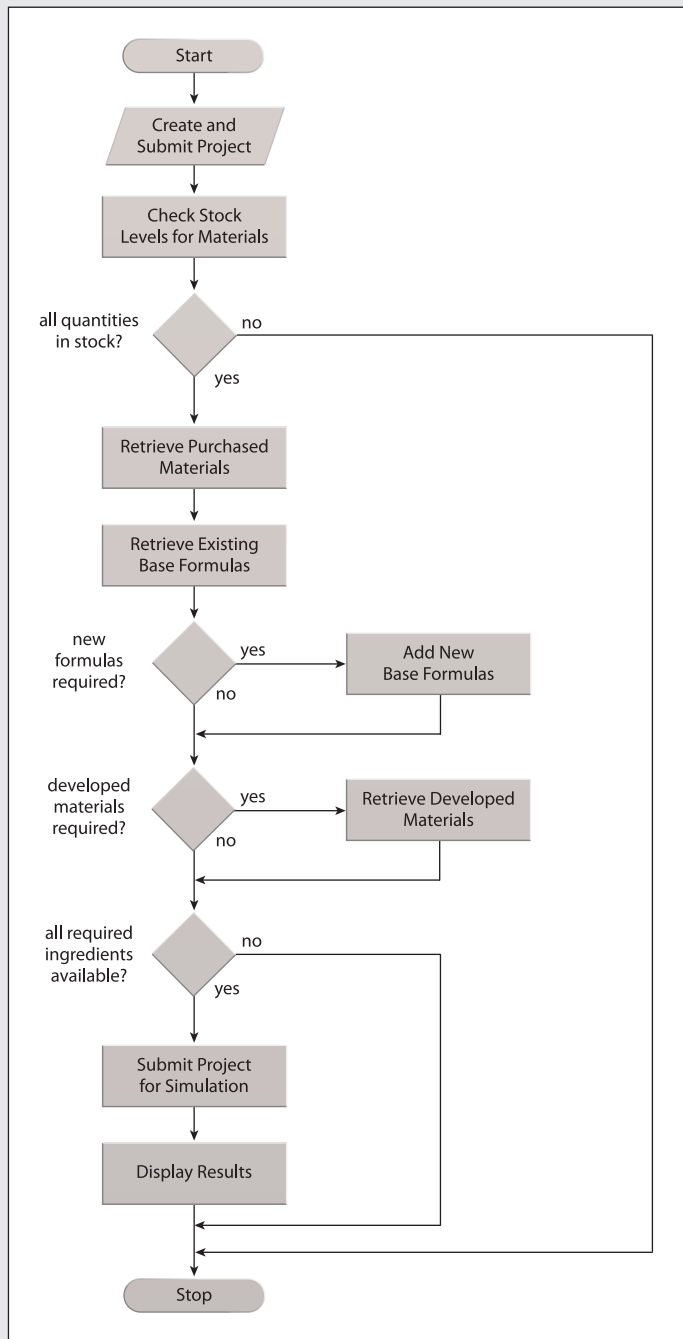 Start
Create and
Submit Project
Check Stock
Levels for Materials
all quantities
in stock?
no
yes
Retrieve Purchased
Materials
Retrieve Existing
Base Formulas
new
formulas
required?
yes
no
Add New
Base Formulas
developed
materials
required?
yes
no
Retrieve Developed
Materials
all required
ingredients
available?
no
yes
Submit Project
for Simulation
Display Results
Stop